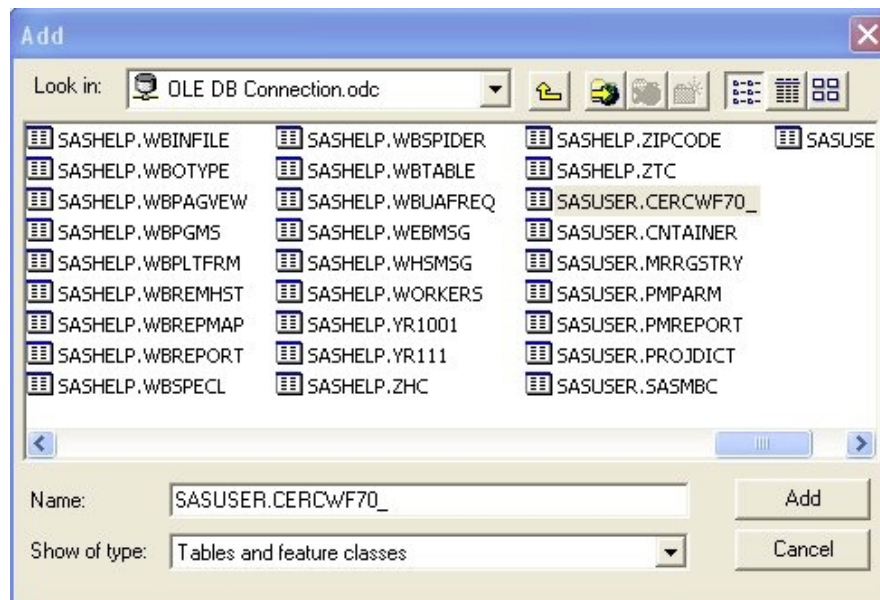 Add
Look in: OLE DB Connection.odc
SASHELP.WBINFILE SASHELP.WBSPIDER SASHELP.ZIPCODE SASUSE
SASHELP.WBOTYPE SASHELP.WBTABLE SASHELP.ZTC
SASHELP.WBPAGVEW SASHELP.WBUAFREQ SASUSER.CERCWF70_
SASHELP.WBPGMS SASHELP.WEBMSG SASUSER.CNTAINER
SASHELP.WBPLTFRM SASHELP.WHSMSG SASUSER.MRRGSTRY
SASHELP.WBREMHST SASHELP.WORKERS SASUSER.PMPARM
SASHELP.WBREPMAP SASHELP.YR1001 SASUSER.PMREPORT
SASHELP.WBREPORT SASHELP.YR111 SASUSER.PROJDICT
SASHELP.WBSPECL SASHELP.ZHC SASUSER.SASMBC
Name: SASUSER.CERCWF70_ Add
Show of type: Tables and feature classes Cancel